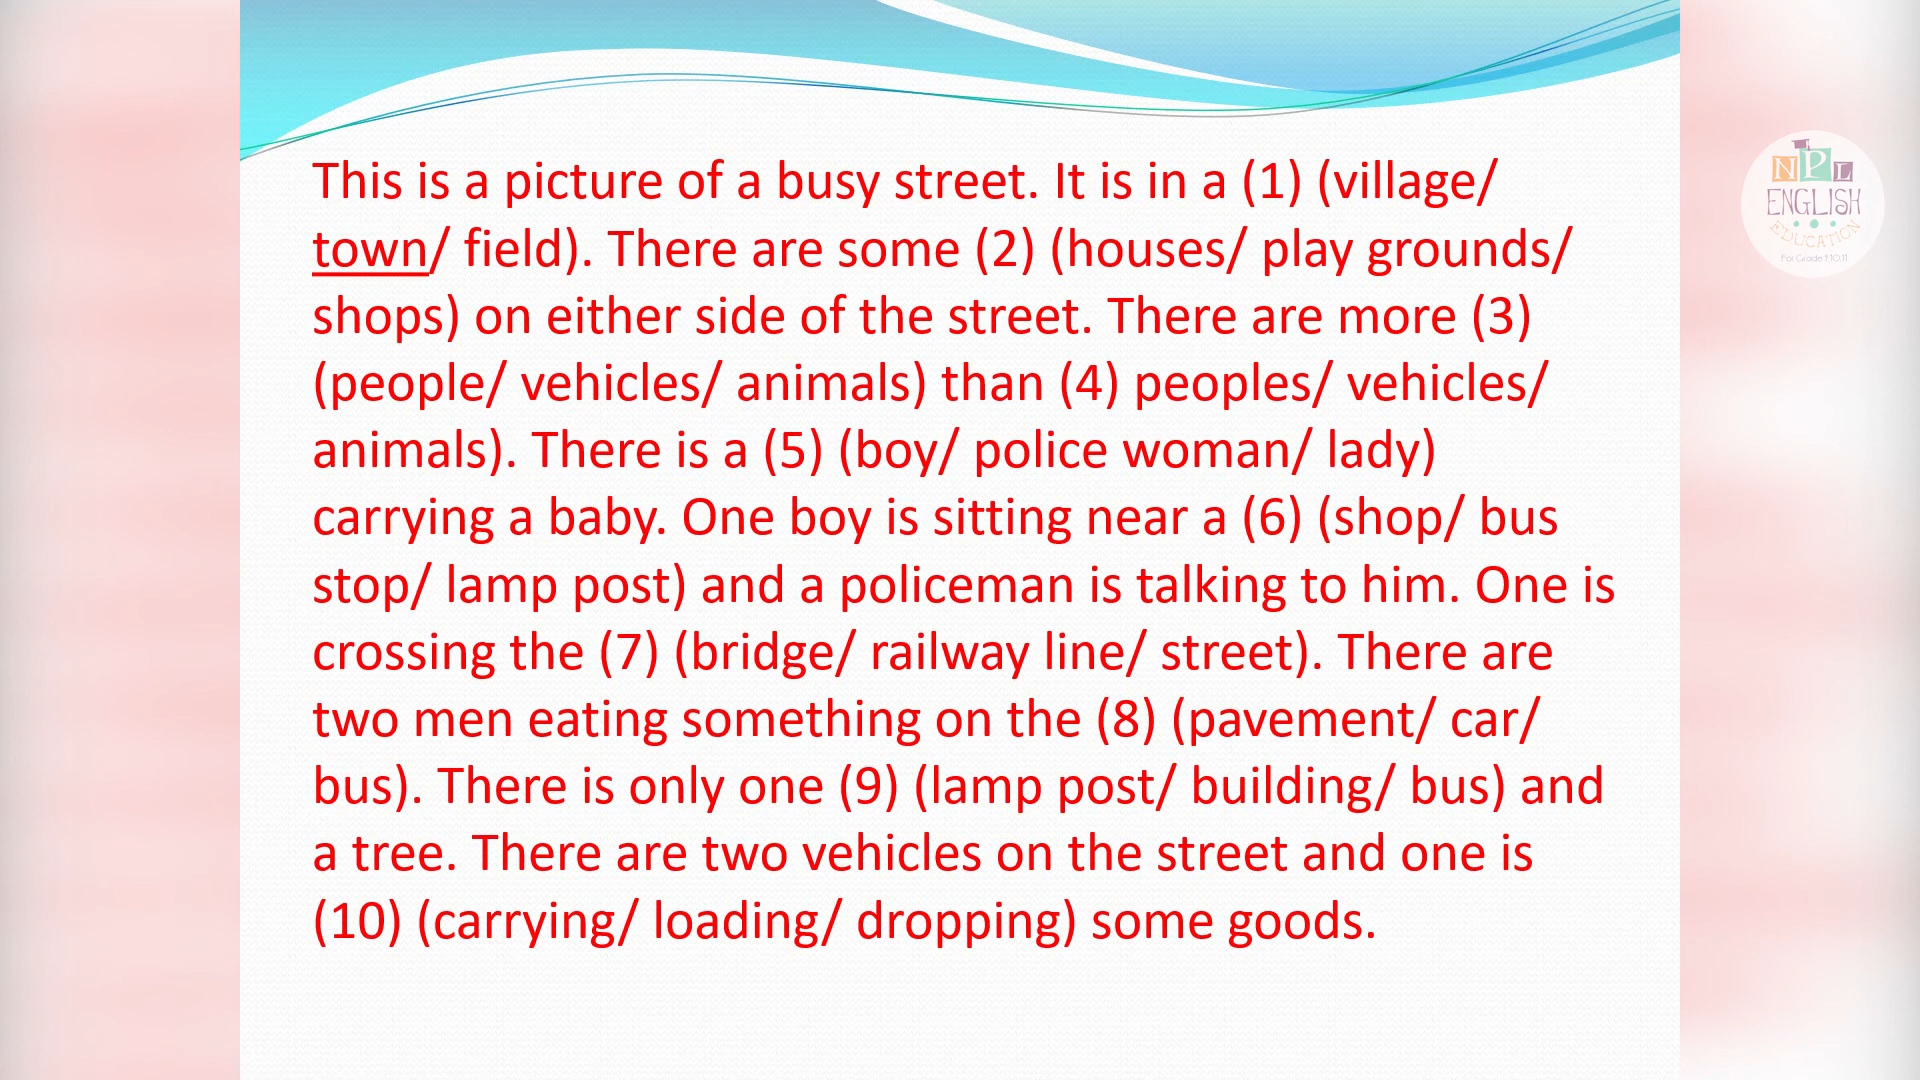 This is a picture of a busy street. It is in a (1) (village/
town/ field). There are some (2) (houses/ play grounds/
shops) on either side of the street. There are more (3)
(people/ vehicles/ animals) than (4) peoples/ vehicles/
animals). There is a (5) (boy/ police woman/ lady)
carrying a baby. One boy is sitting near a (6) (shop/ bus
stop/ lamp post) and a policeman is talking to him. One is
crossing the (7) (bridge/ railway line/ street). There are
two men eating something on the (8) (pavement/ car/
bus). There is only one (9) (lamp post/ building/ bus) and
a tree. There are two vehicles on the street and one is
(10) (carrying/ loading/ dropping) some goods.
NPL
ENGLISH
EDUCATION
For Grade 9,10,11